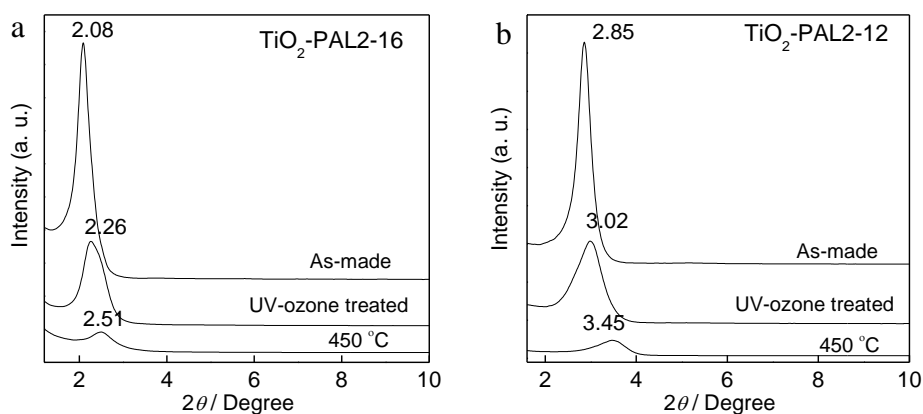 a
TiO2-PAL2-16
2.08
2.26
As-made
UV-ozone treated
2.51
450 °C
Intensity (a. u.)
2 4 6 8 10
2θ / Degree
b
TiO2-PAL2-12
2.85
3.02
As-made
UV-ozone treated
3.45
450 °C
Intensity (a. u.)
2 4 6 8 10
2θ / Degree